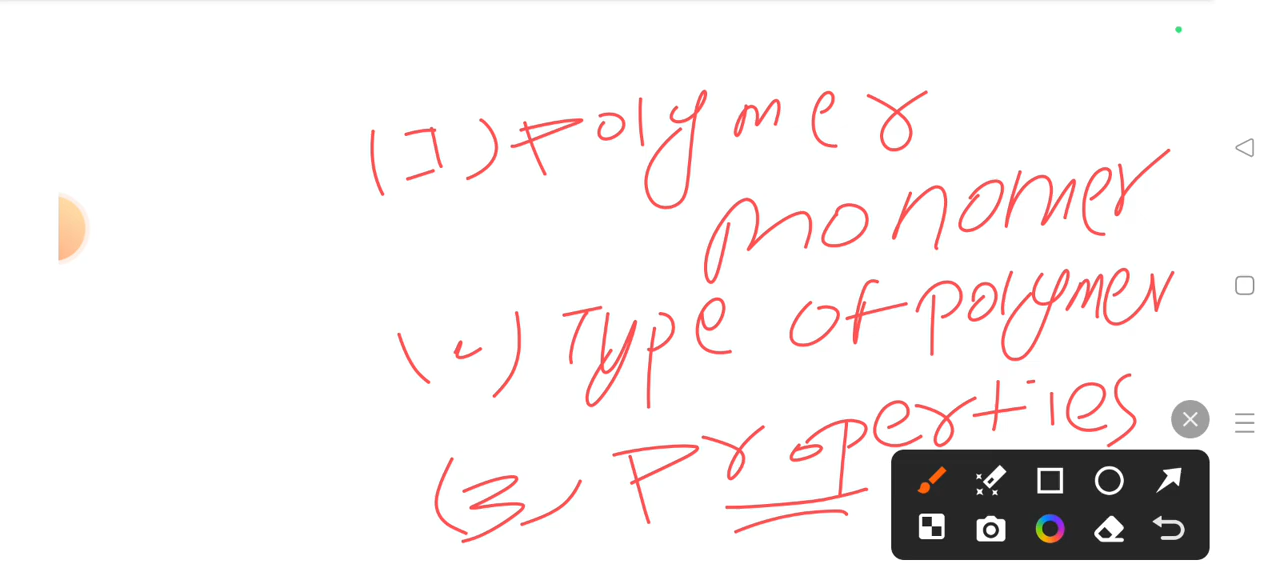 (1) Polymer
monomer
(2) Type of polymer
(3) Properties